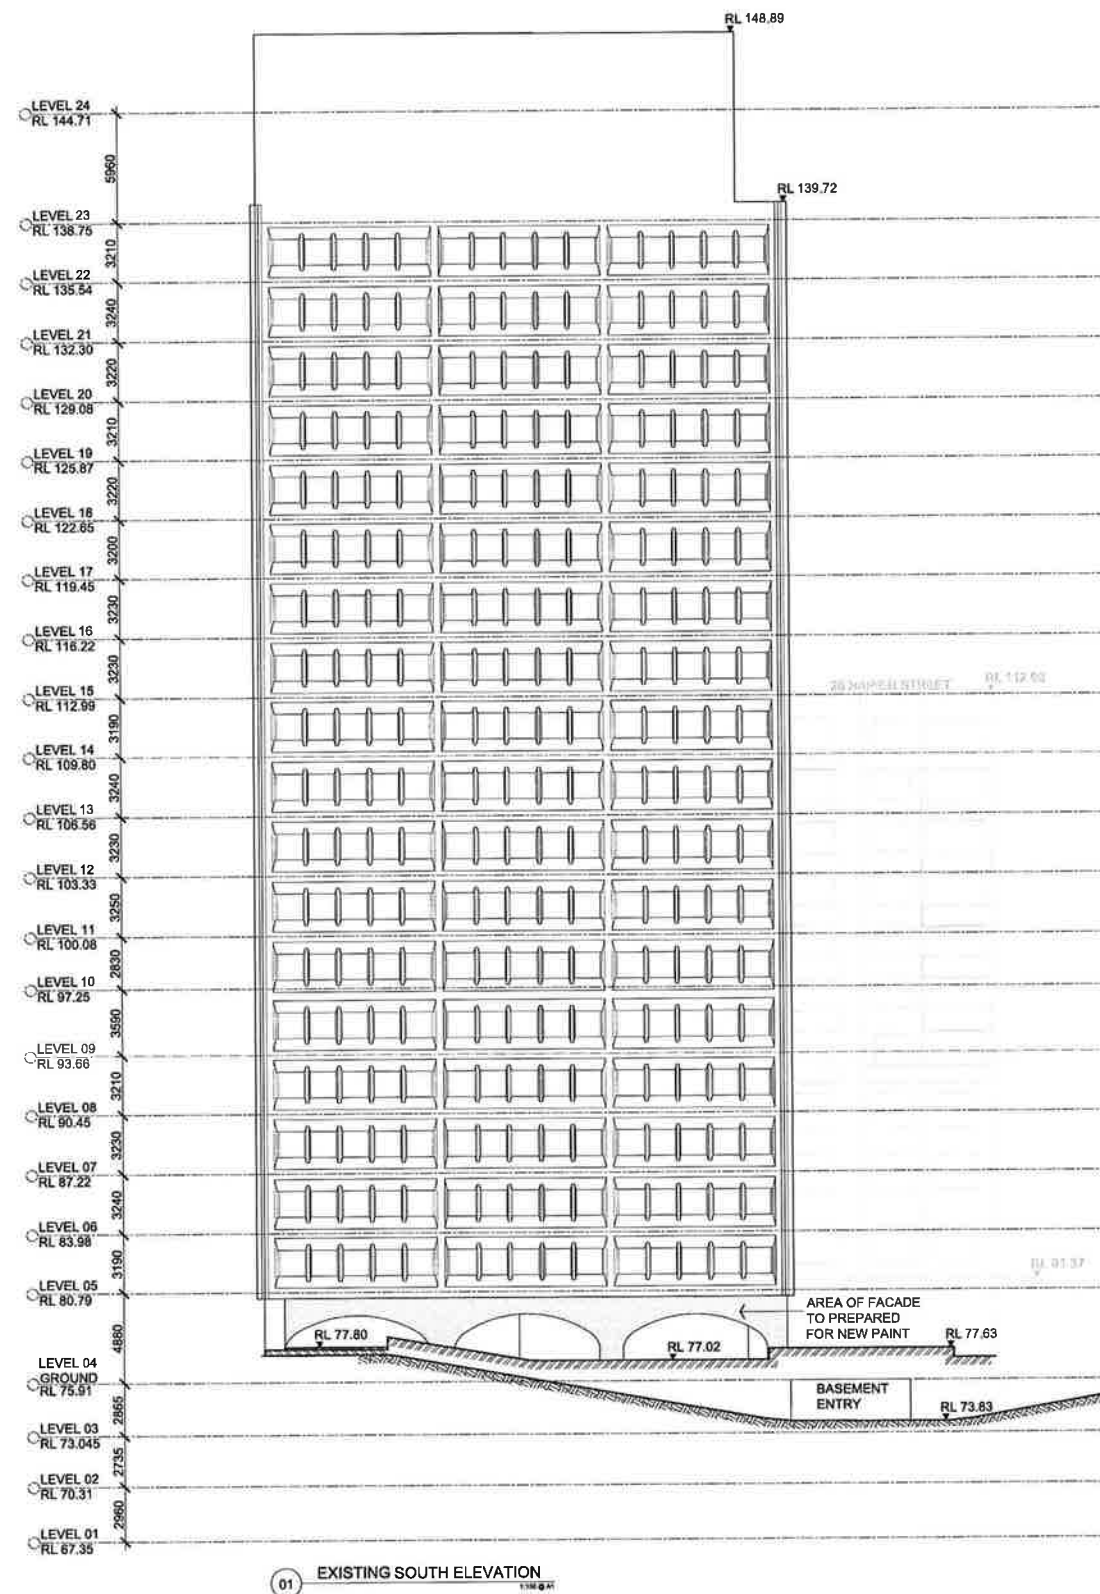 RL 148.89
LEVEL 24
RL 144.71
5960
RL 139.72
LEVEL 23
RL 138.75
3210
LEVEL 22
RL 135.54
3240
LEVEL 21
RL 132.30
3220
LEVEL 20
RL 129.08
3210
LEVEL 19
RL 125.87
3220
LEVEL 18
RL 122.65
3200
LEVEL 17
RL 119.45
3230
LEVEL 16
RL 116.22
3230
LEVEL 15
RL 112.99
STREET
3190
LEVEL 14
RL 109.80
3240
LEVEL 13
RL 106.56
3230
LEVEL 12
RL 103.33
3250
LEVEL 11
RL 100.08
2830
LEVEL 10
RL 97.25
3590
LEVEL 09
RL 93.66
3210
LEVEL 08
RL 90.45
3230
LEVEL 07
RL 87.22
3240
LEVEL 06
RL 83.98
3190
LEVEL 05
RL 80.79
4880
AREA OF FACADE
TO PREPARED
FOR NEW PAINT
RL 77.80
RL 77.02
RL 77.63
LEVEL 04
GROUND
RL 75.91
2865
BASEMENT
ENTRY
RL 73.83
LEVEL 03
RL 73.045
2735
LEVEL 02
RL 70.31
2960
LEVEL 01
RL 67.35
01 EXISTING SOUTH ELEVATION